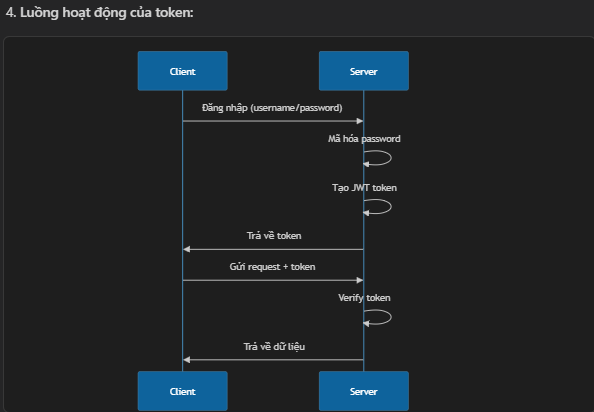 4. Luồng hoạt động của token:
Client
Server
Đăng nhập (username/password)
Mã hóa password
Tạo JWT token
Trả về token
Gửi request + token
Verify token
Trả về dữ liệu
Client
Server